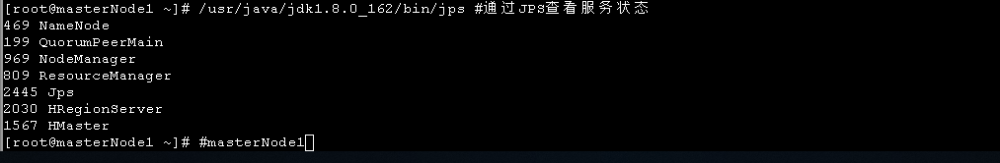 [root@masterNode1 ~]# /usr/java/jdk1.8.0_162/bin/jps #通过JPS查看服务状态
469 NameNode
199 QuorumPeerMain
969 NodeManager
809 ResourceManager
2445 Jps
2030 HRegionServer
1567 HMaster
[root@masterNode1 ~]# #masterNode1